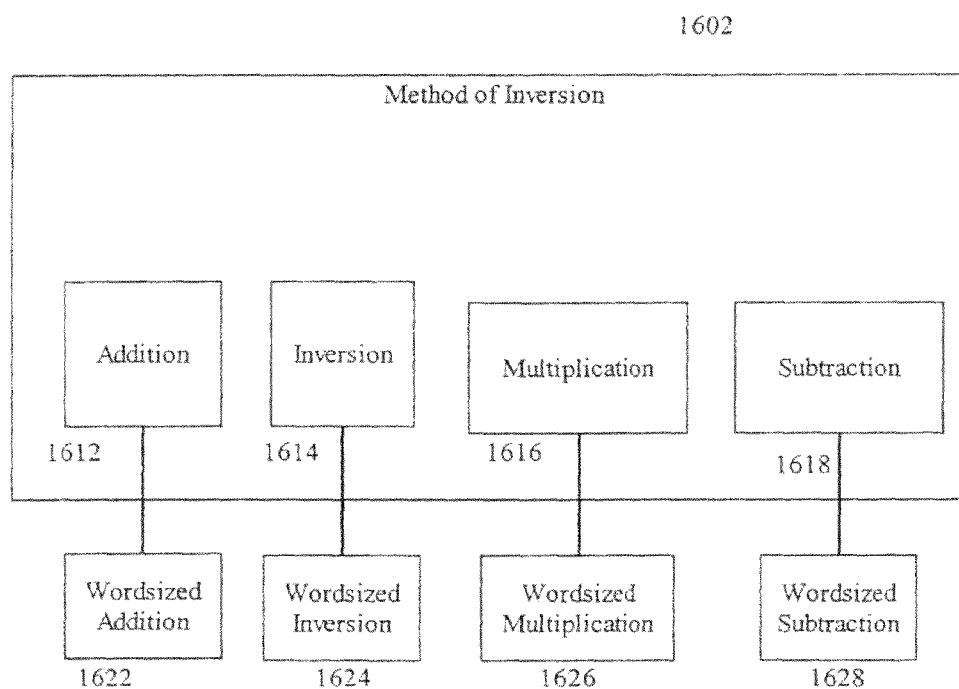 1602
Method of Inversion
Addition
Inversion
Multiplication
Subtraction
1612
1614
1616
1618
Wordsized
Addition
Wordsized
Inversion
Wordsized
Multiplication
Wordsized
Subtraction
1622
1624
1626
1628